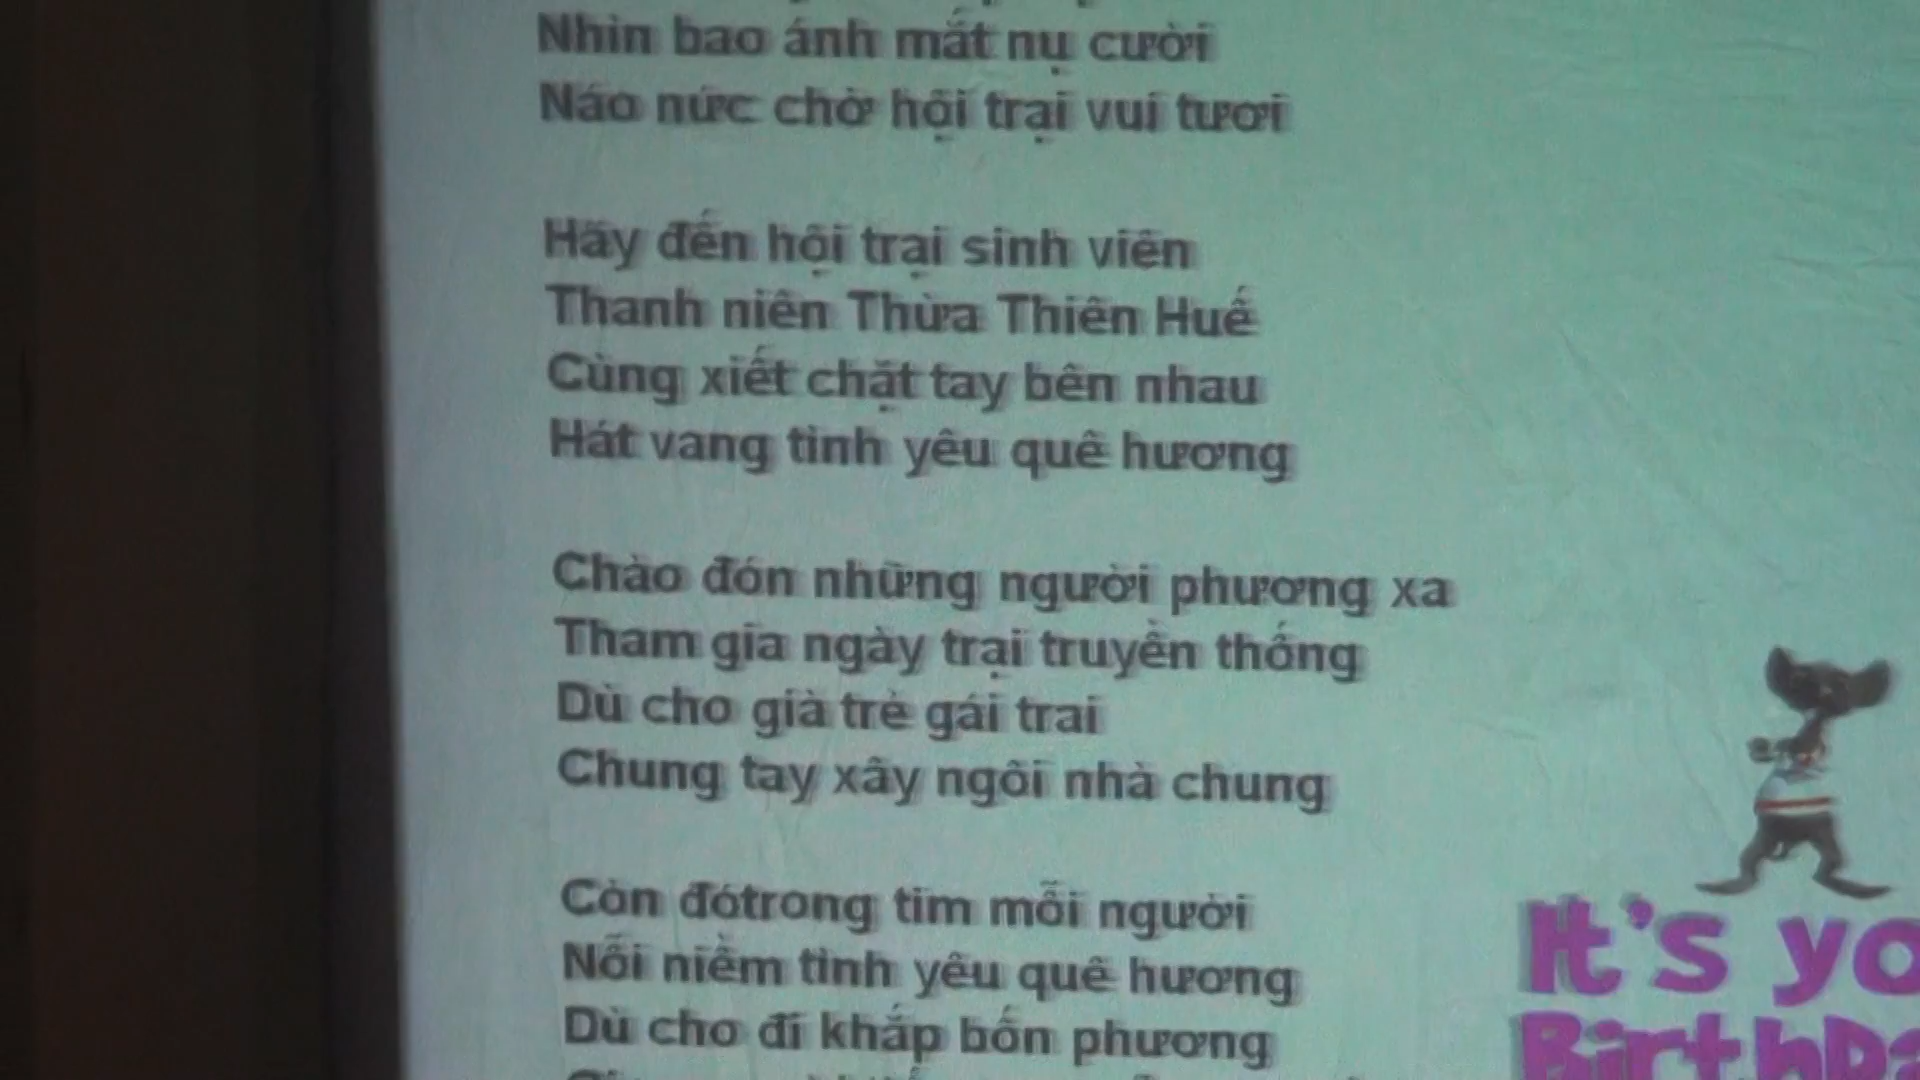 Nhìn bao ánh mắt nụ cười
Náo nức chờ hội trại vui tươi
Hãy đến hội trại sinh viên
Thanh niên Thừa Thiên Huế
Cùng xiết chặt tay bên nhau
Hát vang tình yêu quê hương
Chào đón những người phương xa
Tham gia ngày trại truyền thống
Dù cho già trẻ gái trai
Chung tay xây ngôi nhà chung
Còn đótrong tim mỗi người
Nỗi niềm tình yêu quê hương
Dù cho đi khắp bốn phương
It's yo
BirthDa